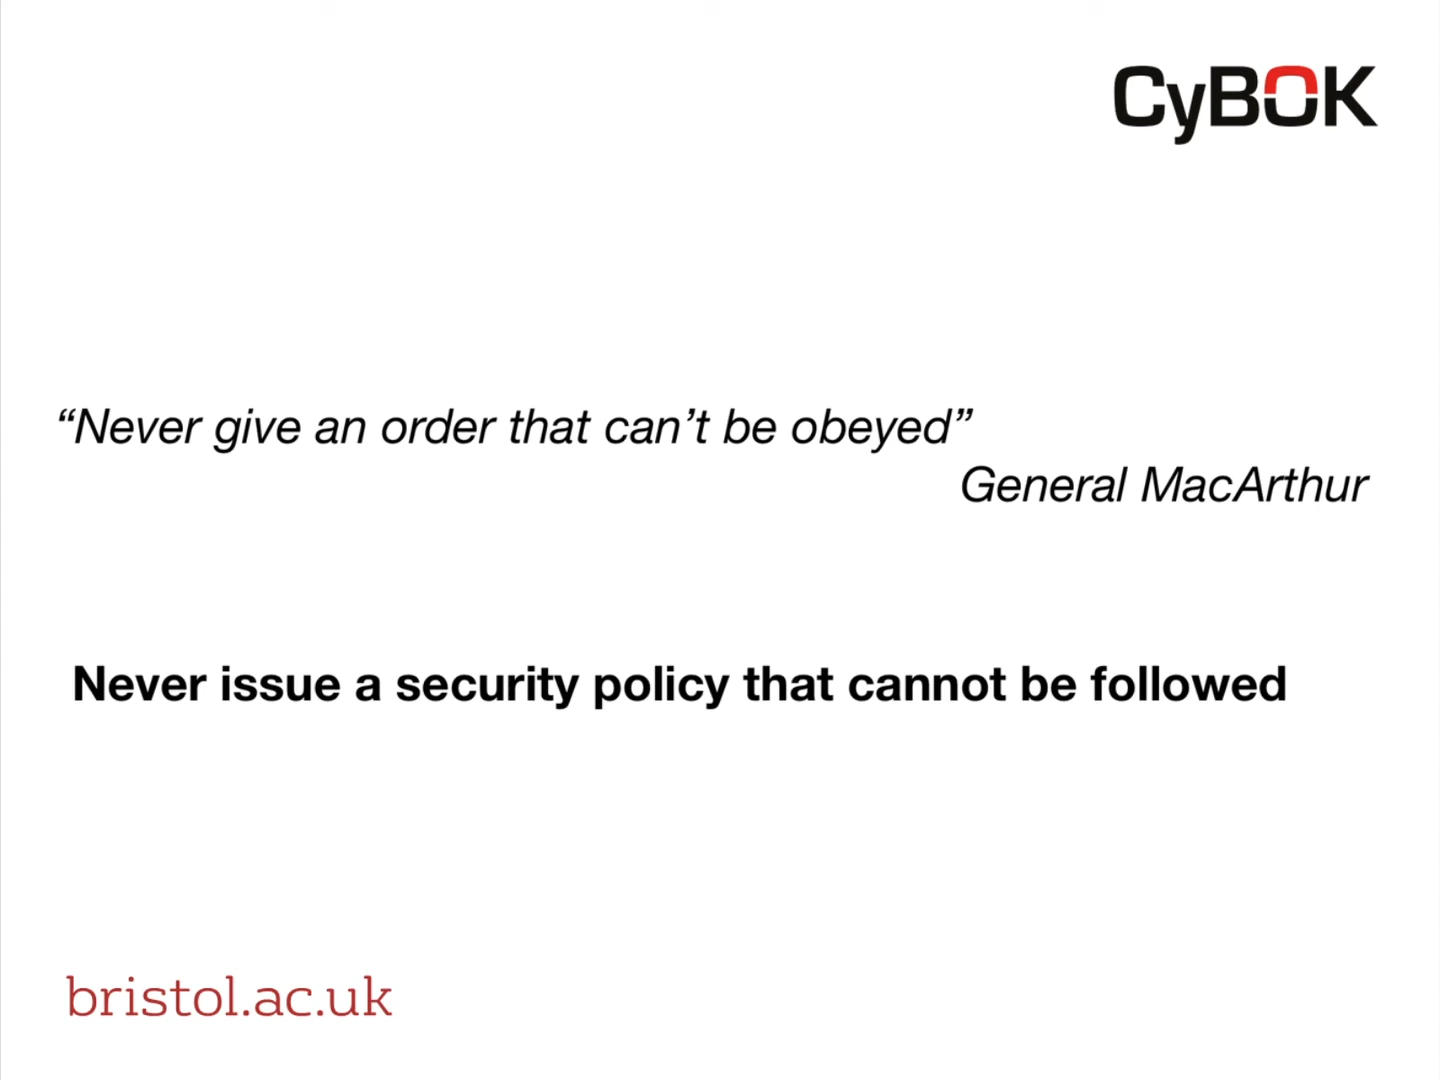 CyBOK
“Never give an order that can’t be obeyed”
General MacArthur
Never issue a security policy that cannot be followed
bristol.ac.uk